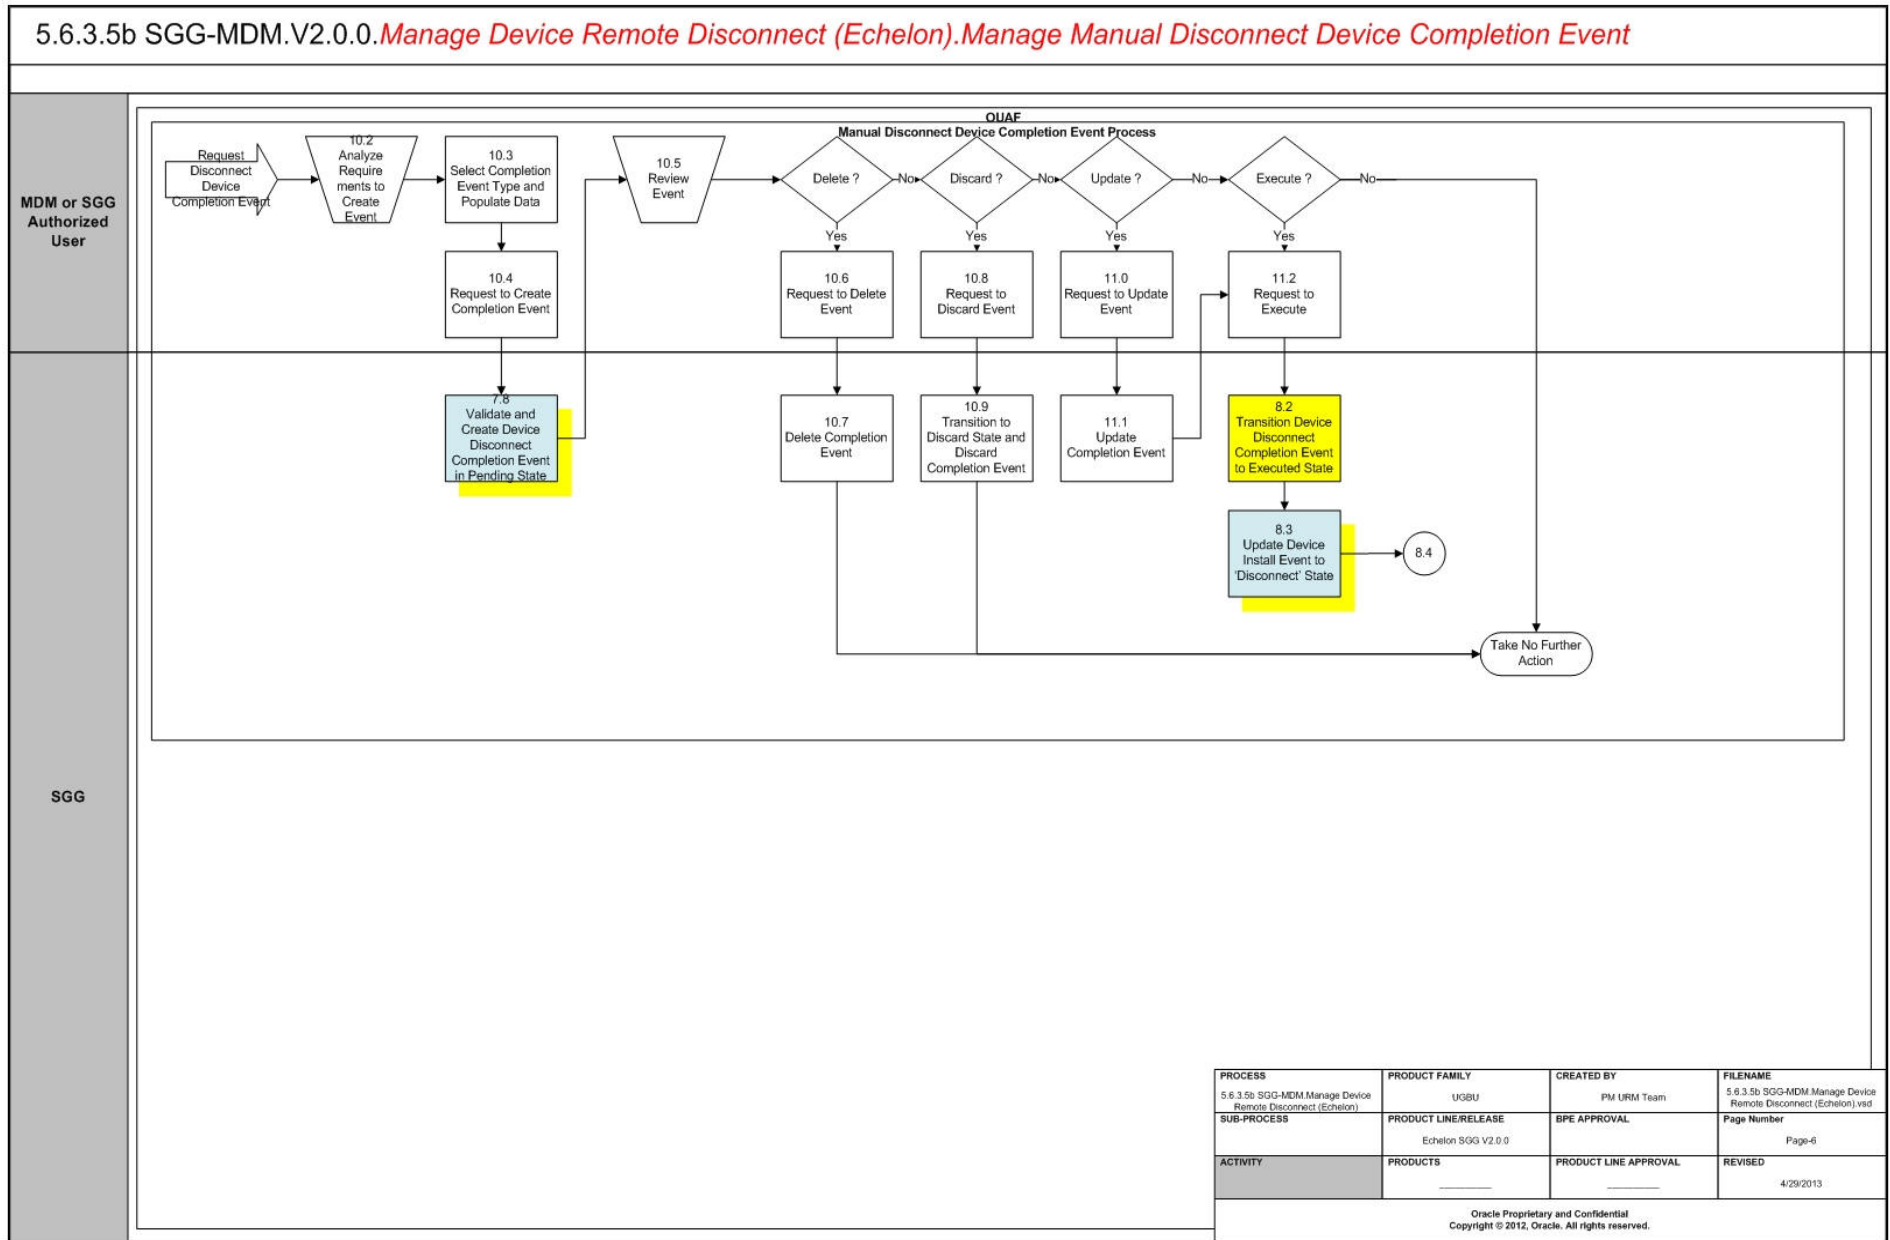 5.6.3.5b SGG-MDM.V2.0.0.Manage Device Remote Disconnect (Echelon).Manage Manual Disconnect Device Completion Event
OUAF
Manual Disconnect Device Completion Event Process
MDM or SGG
Authorized
User
Request
Disconnect
Device
Completion Event
10.2
Analyze
Require
ments to
Create
Event
10.3
Select Completion
Event Type and
Populate Data
10.4
Request to Create
Completion Event
10.5
Review
Event
Delete ?
No
Discard ?
No
Update ?
No
Execute ?
No
Yes
Yes
Yes
Yes
10.6
Request to Delete
Event
10.8
Request to
Discard Event
11.0
Request to Update
Event
11.2
Request to
Execute
SGG
7.8
Validate and
Create Device
Disconnect
Completion Event
in Pending State
10.7
Delete Completion
Event
10.9
Transition to
Discard State and
Discard
Completion Event
11.1
Update
Completion Event
8.2
Transition Device
Disconnect
Completion Event
to Executed State
8.3
Update Device
Install Event to
'Disconnect' State
8.4
Take No Further
Action
PROCESS
5.6.3.5b SGG-MDM.Manage Device
Remote Disconnect (Echelon)
PRODUCT FAMILY
UGBU
CREATED BY
PM URM Team
FILENAME
5.6.3.5b SGG-MDM.Manage Device
Remote Disconnect (Echelon).vsd
SUB-PROCESS
PRODUCT LINE/RELEASE
Echelon SGG V2.0.0
BPE APPROVAL
Page Number
Page-6
ACTIVITY
PRODUCTS
PRODUCT LINE APPROVAL
REVISED
4/29/2013
Oracle Proprietary and Confidential
Copyright © 2012, Oracle. All rights reserved.